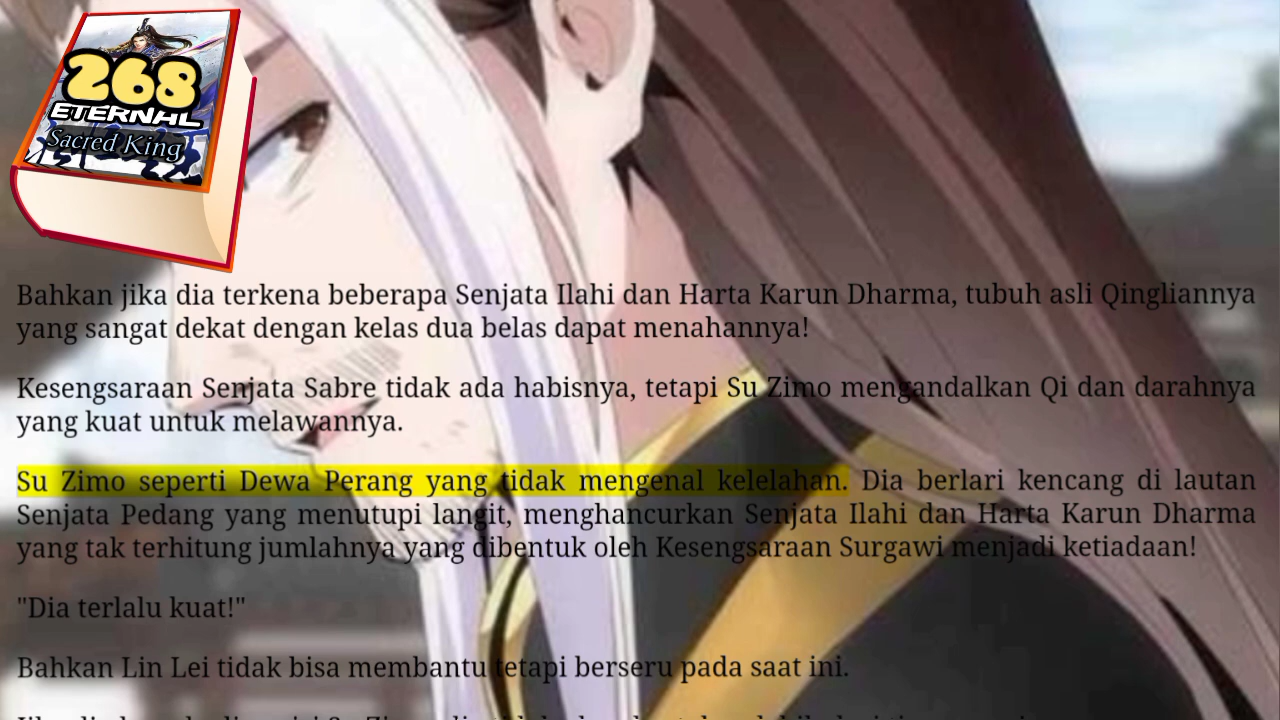 268
ETERNAL
Sacred King
Bahkan jika dia terkena beberapa Senjata Ilahi dan Harta Karun Dharma, tubuh asli Qingliannya
yang sangat dekat dengan kelas dua belas dapat menahannya!
Kesengsaraan Senjata Sabre tidak ada habisnya, tetapi Su Zimo mengandalkan Qi dan darahnya
yang kuat untuk melawannya.
Su Zimo seperti Dewa Perang yang tidak mengenal kelelahan. Dia berlari kencang di lautan
Senjata Pedang yang menutupi langit, menghancurkan Senjata Ilahi dan Harta Karun Dharma
yang tak terhitung jumlahnya yang dibentuk oleh Kesengsaraan Surgawi menjadi ketiadaan!
"Dia terlalu kuat!"
Bahkan Lin Lei tidak bisa membantu tetapi berseru pada saat ini.